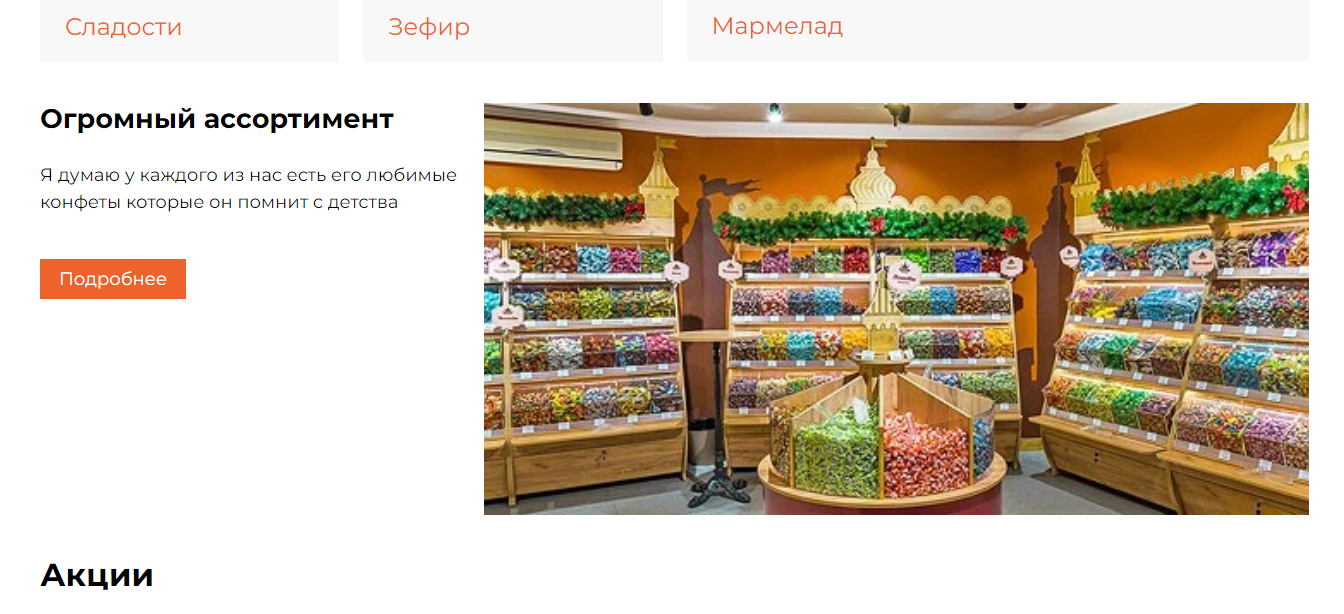 Сладости
Зефир
Мармелад
Огромный ассортимент
Я думаю у каждого из нас есть его любимые
конфеты которые он помнит с детства
Подробнее
Акции